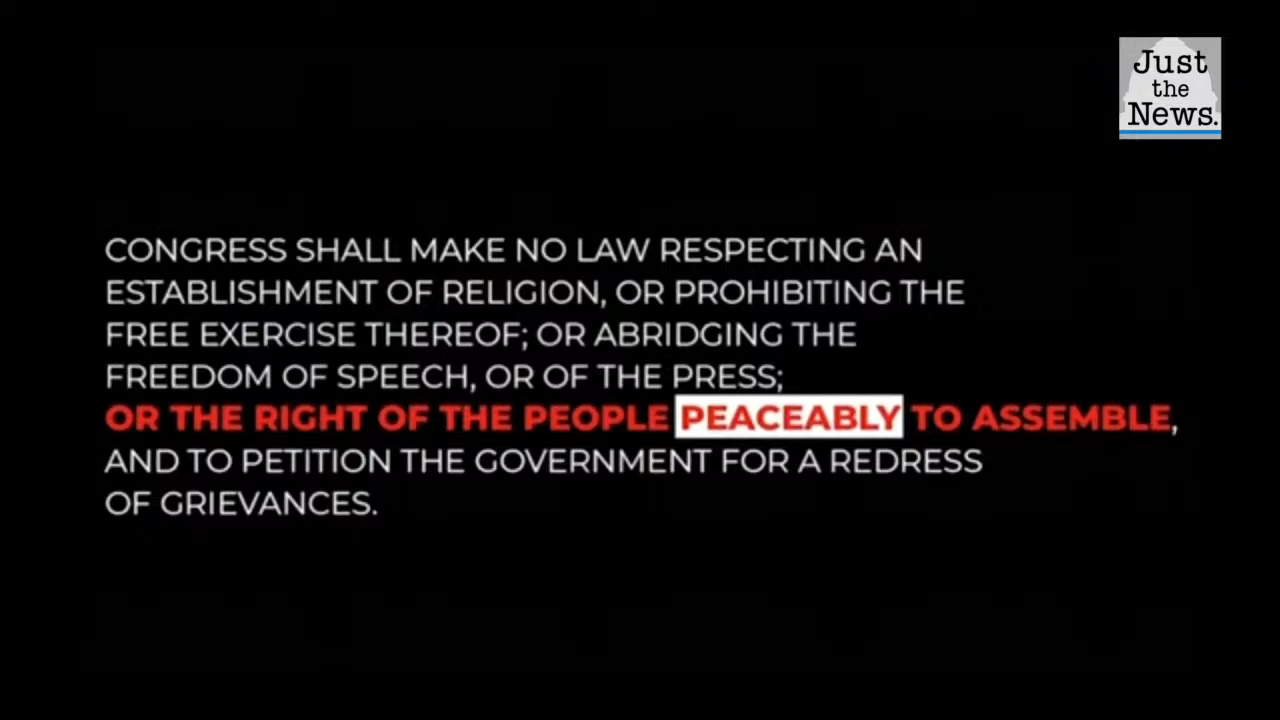 Just
the
News.
CONGRESS SHALL MAKE NO LAW RESPECTING AN
ESTABLISHMENT OF RELIGION, OR PROHIBITING THE
FREE EXERCISE THEREOF; OR ABRIDGING THE
FREEDOM OF SPEECH, OR OF THE PRESS;
OR THE RIGHT OF THE PEOPLE PEACEABLY TO ASSEMBLE,
AND TO PETITION THE GOVERNMENT FOR A REDRESS
OF GRIEVANCES.